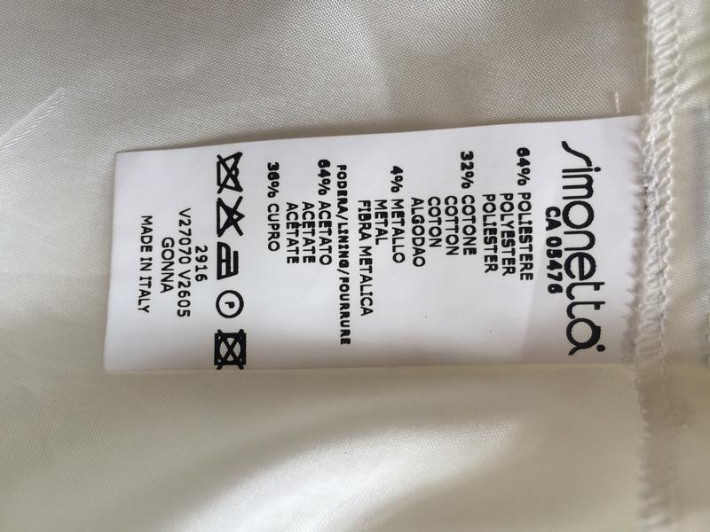 simonetta
CA 05476
64% POLIESTERE
POLYESTER
POLIESTER
32% COTONE
COTTON
COTON
ALGODAO
4% METALLO
METAL
FIBRA METALICA
FODERA/LINING/FOURRURE
64% ACETATO
ACETATE
ACÉTATE
36% CUPRO
P
2916
V27070 V2605
GONNA
MADE IN ITALY